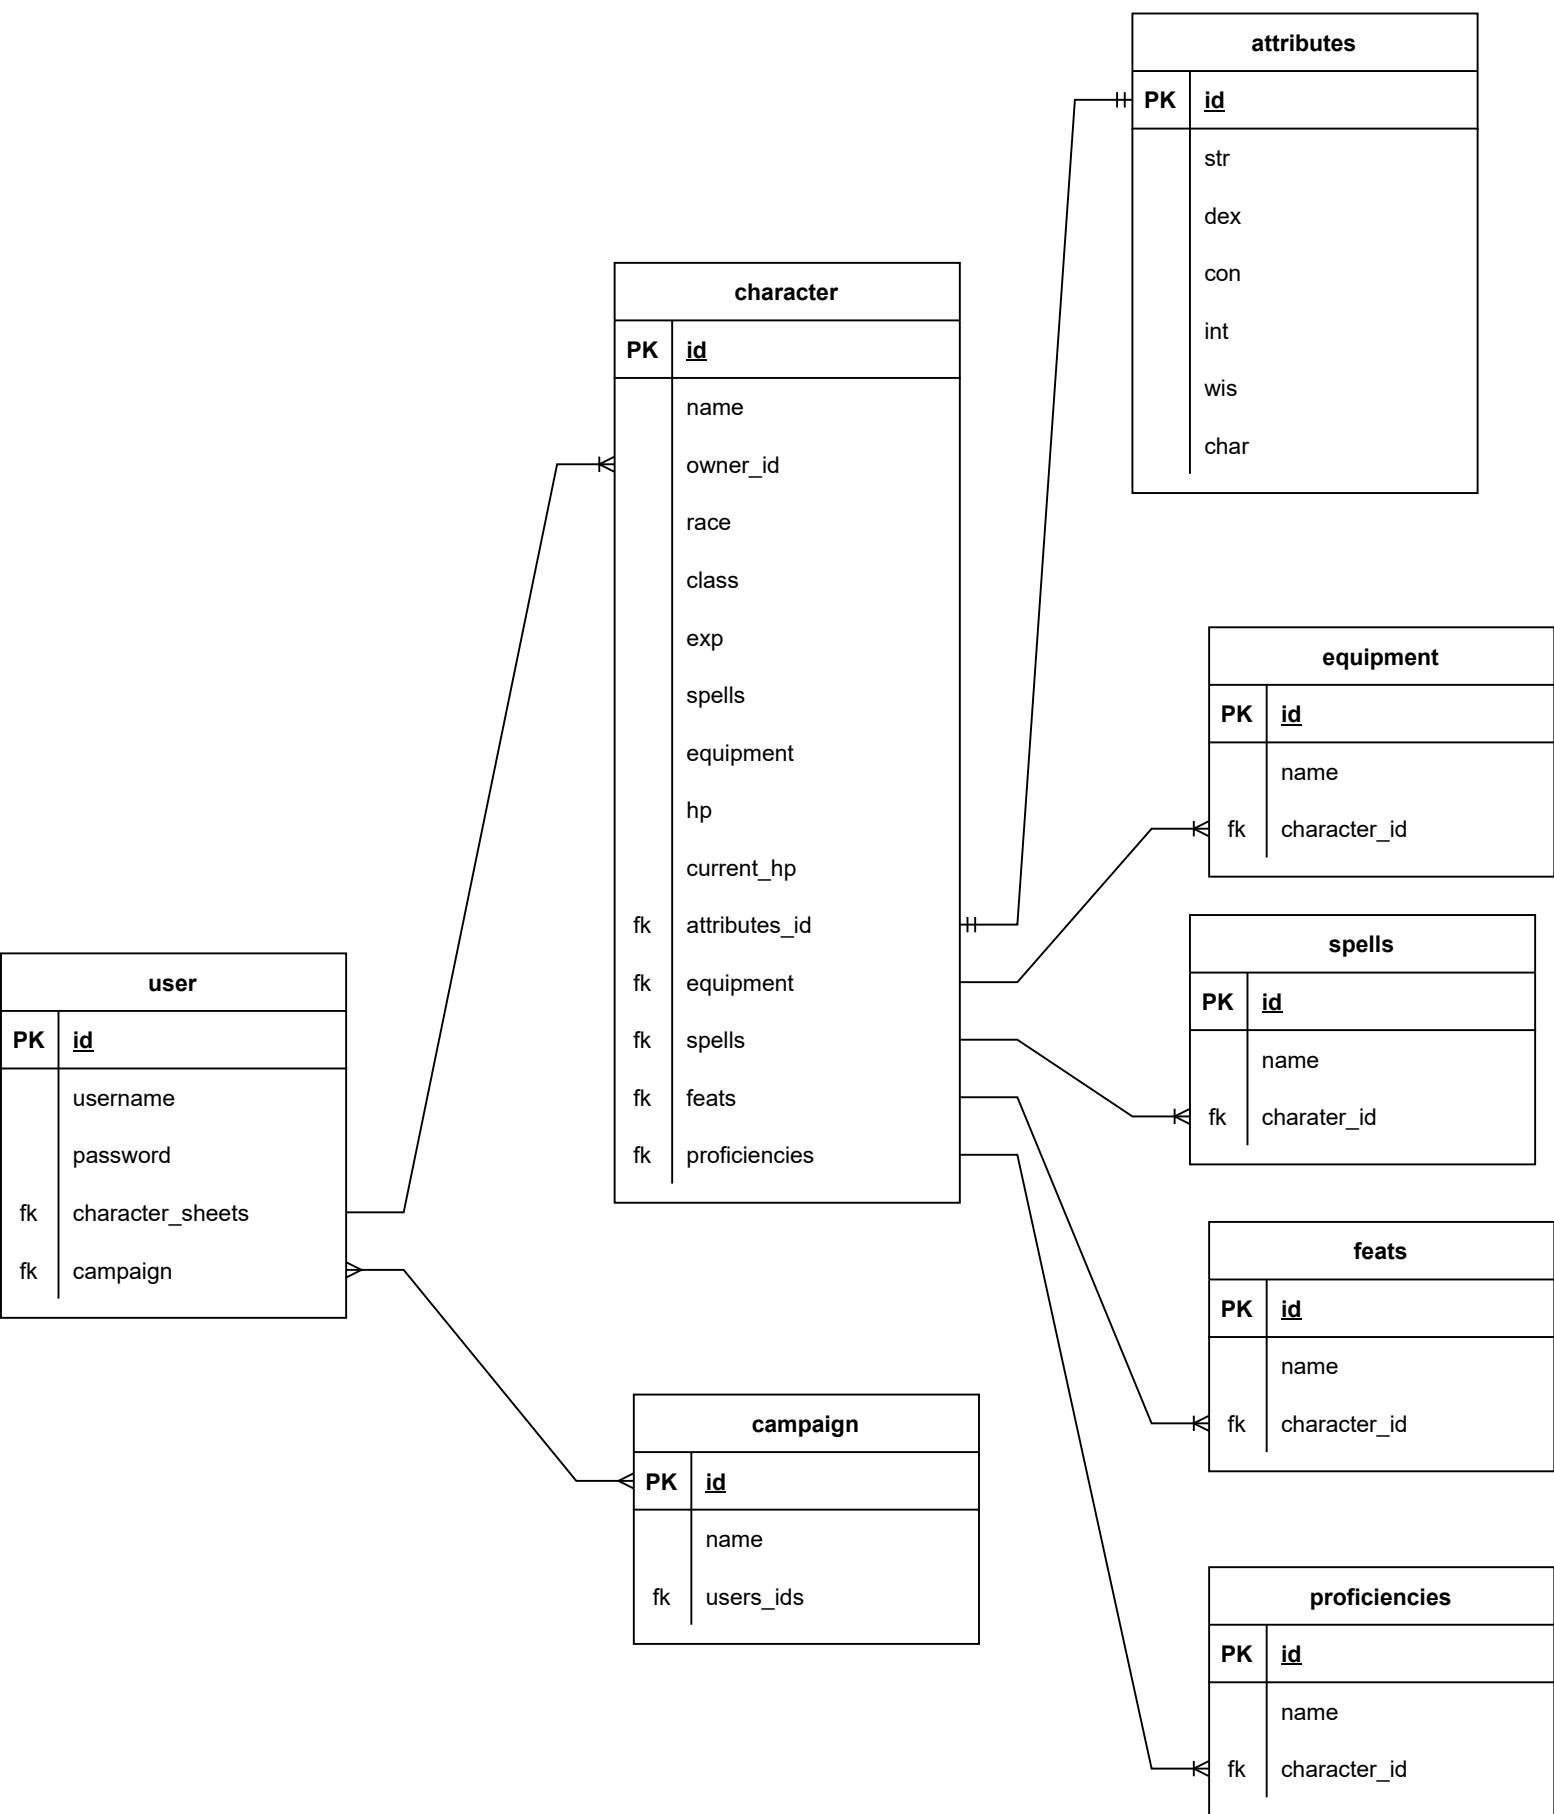 attributes
PK id
str
dex
con
int
wis
char
character
PK id
name
owner_id
race
class
exp
spells
equipment
hp
current_hp
fk attributes_id
fk equipment
fk spells
fk feats
fk proficiencies
equipment
PK id
name
fk character_id
spells
PK id
name
fk charater_id
user
PK id
username
password
fk character_sheets
fk campaign
feats
PK id
name
fk character_id
campaign
PK id
name
fk users_ids
proficiencies
PK id
name
fk character_id